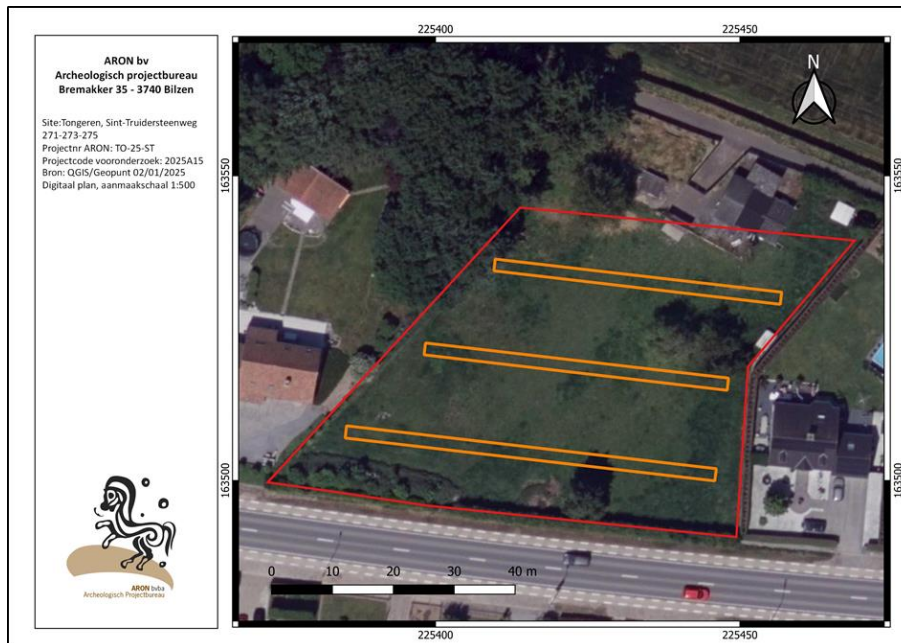 ARON bv
Archeologisch projectbureau
Bremakker 35 - 3740 Bilzen
Site:Tongeren, Sint-Truidersteenweg
271-273-275
Projectnr ARON: TO-25-ST
Projectcode vooronderzoek: 2025A15
Bron: QGIS/Geopunt 02/01/2025
Digitaal plan, aanmaakschaal 1:500
ARON bvba
Archeologisch Projectbureau
225400
225450
163550
163550
163500
163500
N
0 10 20 30 40 m
225400
225450